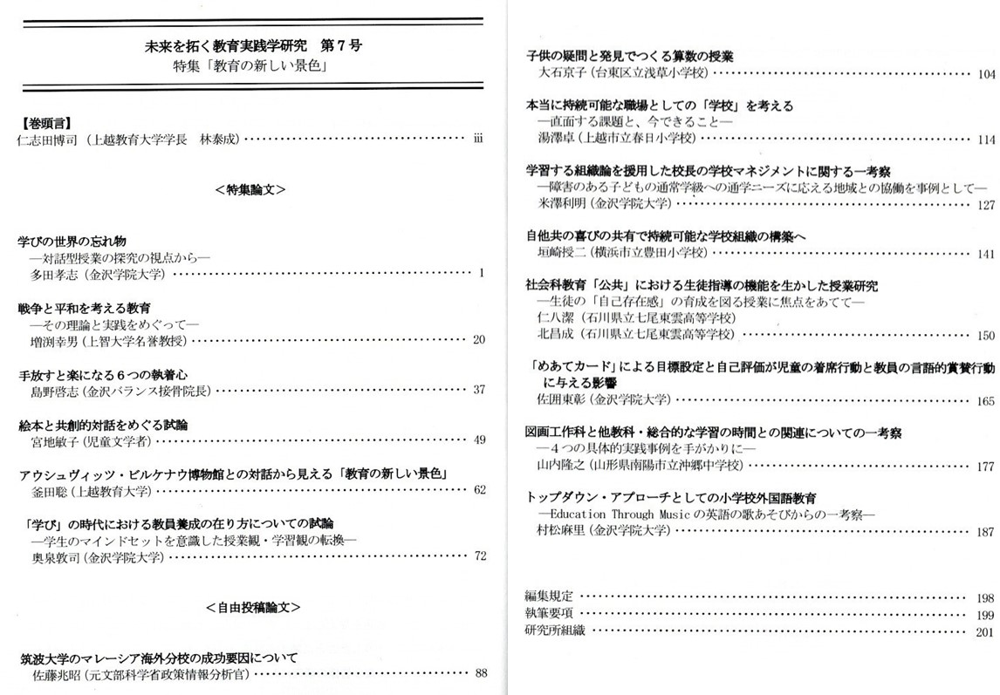 未来を拓く教育実践学研究　第７号
特集「教育の新しい景色」
【巻頭言】
仁志田博司（上越教育大学学長　林泰成）‥‥‥‥‥‥‥‥‥‥‥‥ iii
＜特集論文＞
学びの世界の忘れ物
―対話型授業の探究の視点から―
多田孝志（金沢学院大学）‥‥‥‥‥‥‥‥‥‥‥‥ 1
戦争と平和を考える教育
―その理論と実践をめぐって―
増渕幸男（上智大学名誉教授）‥‥‥‥‥‥‥‥‥‥‥‥ 20
手放すと楽になる６つの執着心
島野啓志（金沢バランス接骨院長）‥‥‥‥‥‥‥‥‥‥‥‥ 37
絵本と共創的対話をめぐる試論
宮地敏子（児童文学者）‥‥‥‥‥‥‥‥‥‥‥‥ 49
アウシュヴィッツ・ビルケナウ博物館との対話から見える「教育の新しい景色」
釜田聡（上越教育大学）‥‥‥‥‥‥‥‥‥‥‥‥ 62
「学び」の時代における教員養成の在り方についての試論
―学生のマインドセットを意識した授業観・学習観の転換―
奥泉敦司（金沢学院大学）‥‥‥‥‥‥‥‥‥‥‥‥ 72
＜自由投稿論文＞
筑波大学のマレーシア海外分校の成功要因について
佐藤兆昭（元文部科学省政策情報分析官）‥‥‥‥‥‥‥‥‥‥‥‥ 88
子供の疑問と発見でつくる算数の授業
大石京子（台東区立浅草小学校）‥‥‥‥‥‥‥‥‥‥‥‥ 104
本当に持続可能な職場としての「学校」を考える
―直面する課題と、今できること―
湯澤卓（上越市立春日小学校）‥‥‥‥‥‥‥‥‥‥‥‥ 114
学習する組織論を援用した校長の学校マネジメントに関する一考察
―障害のある子どもの通常学級への通学ニーズに応える地域との協働を事例として―
米澤利明（金沢学院大学）‥‥‥‥‥‥‥‥‥‥‥‥ 127
自他共の喜びの共有で持続可能な学校組織の構築へ
垣崎授二（横浜市立豊田小学校）‥‥‥‥‥‥‥‥‥‥‥‥ 141
社会科教育「公共」における生徒指導の機能を生かした授業研究
―生徒の「自己存在感」の育成を図る授業に焦点をあてて―
仁八潔（石川県立七尾東雲高等学校）
北昌成（石川県立七尾東雲高等学校）‥‥‥‥‥‥‥‥‥‥‥‥ 150
「めあてカード」による目標設定と自己評価が児童の着席行動と教員の言語的賞賛行動
に与える影響
佐囲東彰（金沢学院大学）‥‥‥‥‥‥‥‥‥‥‥‥ 165
図画工作科と他教科・総合的な学習の時間との関連についての一考察
―４つの具体的実践事例を手がかりに―
山内隆之（山形県南陽市立沖郷中学校）‥‥‥‥‥‥‥‥‥‥‥‥ 177
トップダウン・アプローチとしての小学校外国語教育
―Education Through Music の英語の歌あそびからの一考察―
村松麻里（金沢学院大学）‥‥‥‥‥‥‥‥‥‥‥‥ 187
編集規定 ‥‥‥‥‥‥‥‥‥‥‥‥ 198
執筆要項 ‥‥‥‥‥‥‥‥‥‥‥‥ 199
研究所組織 ‥‥‥‥‥‥‥‥‥‥‥‥ 201